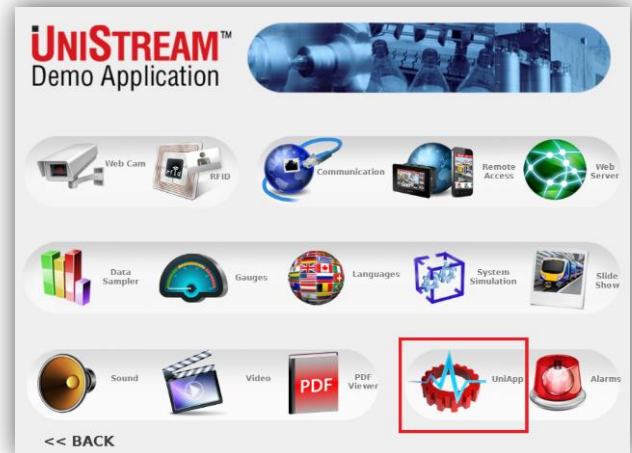 UNISTREAM™
Demo Application
Web Cam
rfid
RFID
Communication
Remote
Access
Web
Server
Data
Sampler
Gauges
Languages
System
Simulation
Slide
Show
Sound
Video
PDF
PDF
Viewer
UniApp
Alarms
<< BACK